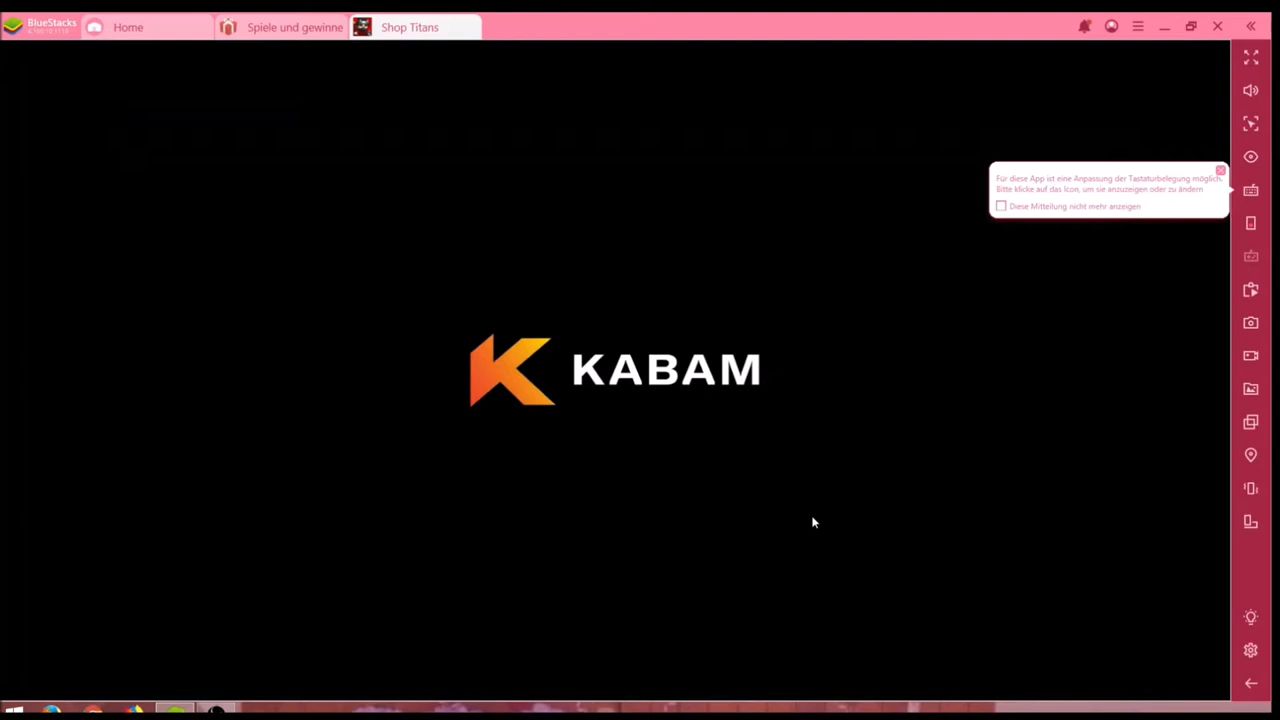 BlueStacks
Home
Spiele und gewinne
Shop Titans
Für diese App ist eine Anpassung der Tastaturbelegung möglich.
Bitte klicke auf das Icon, um sie anzuzeigen oder zu ändern
Diese Mitteilung nicht mehr anzeigen
KABAM